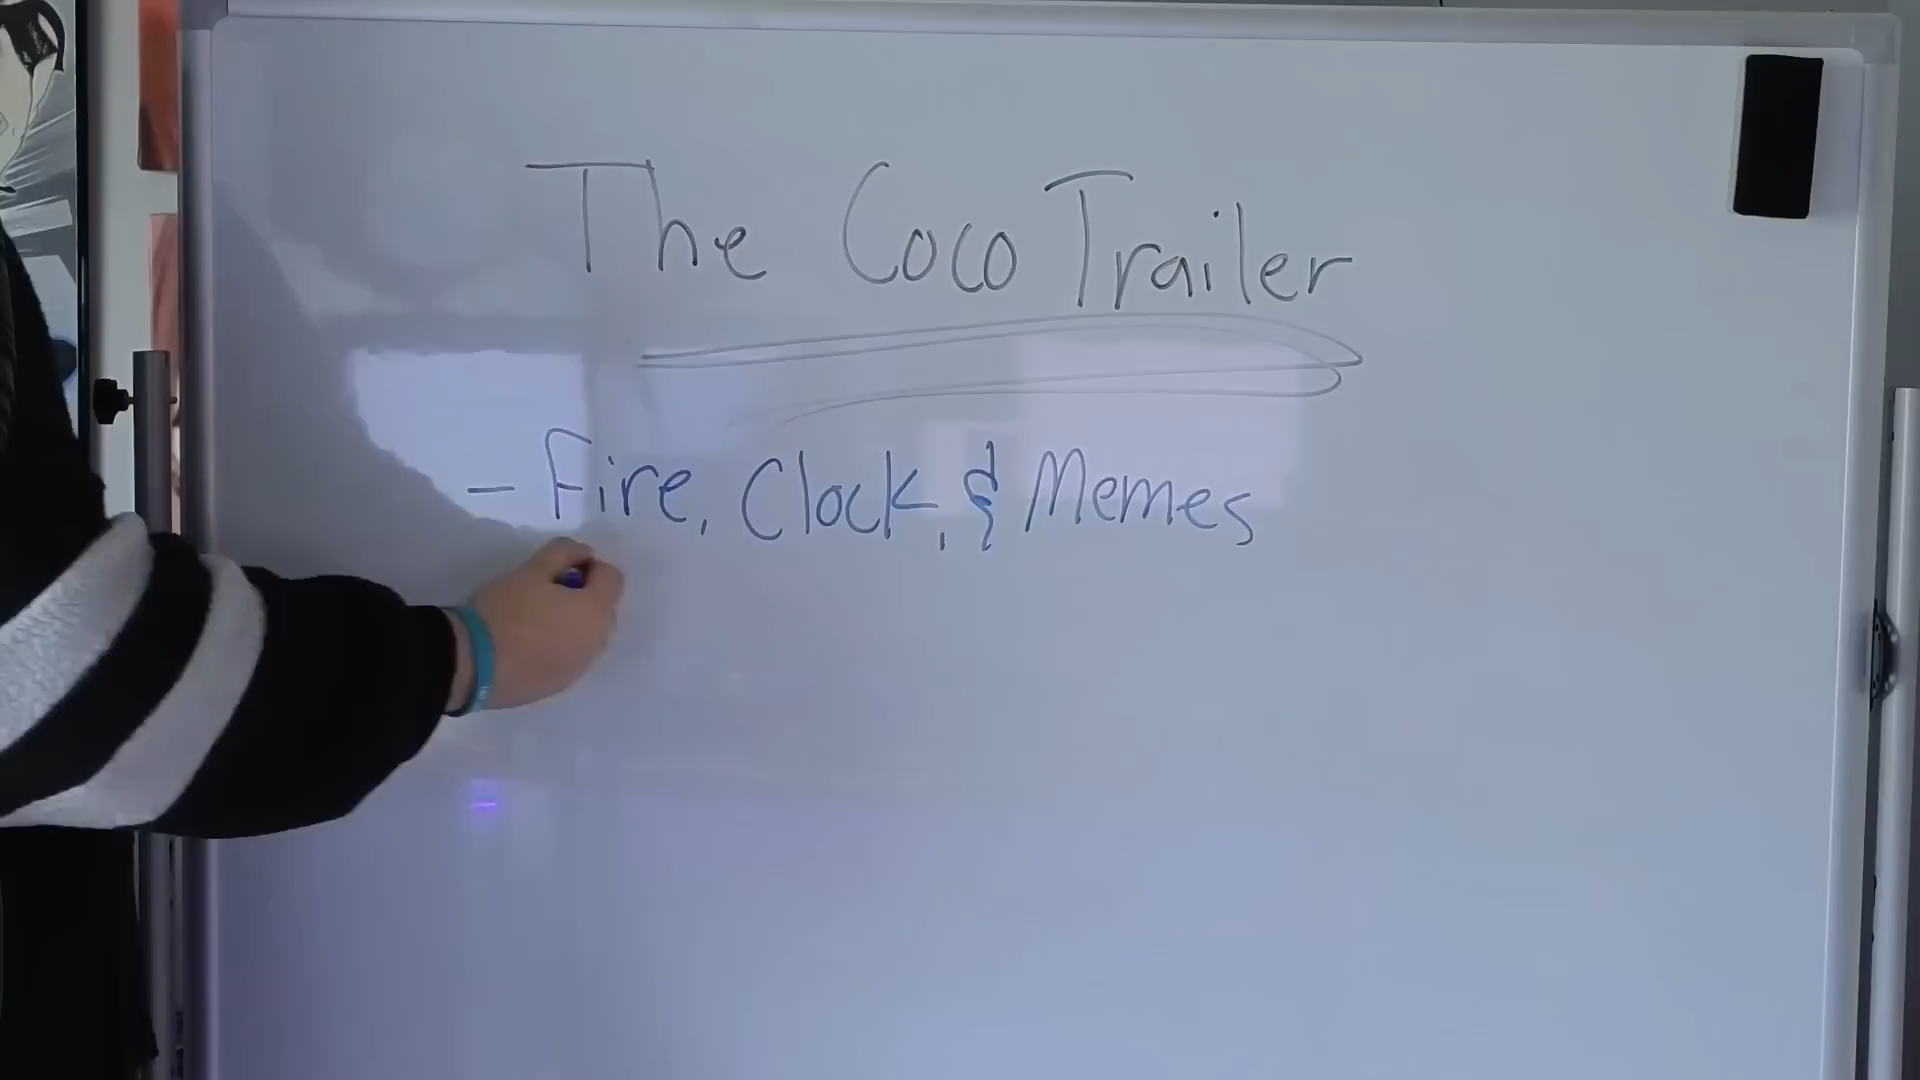 The Coco Trailer
- Fire, Clock, & Memes